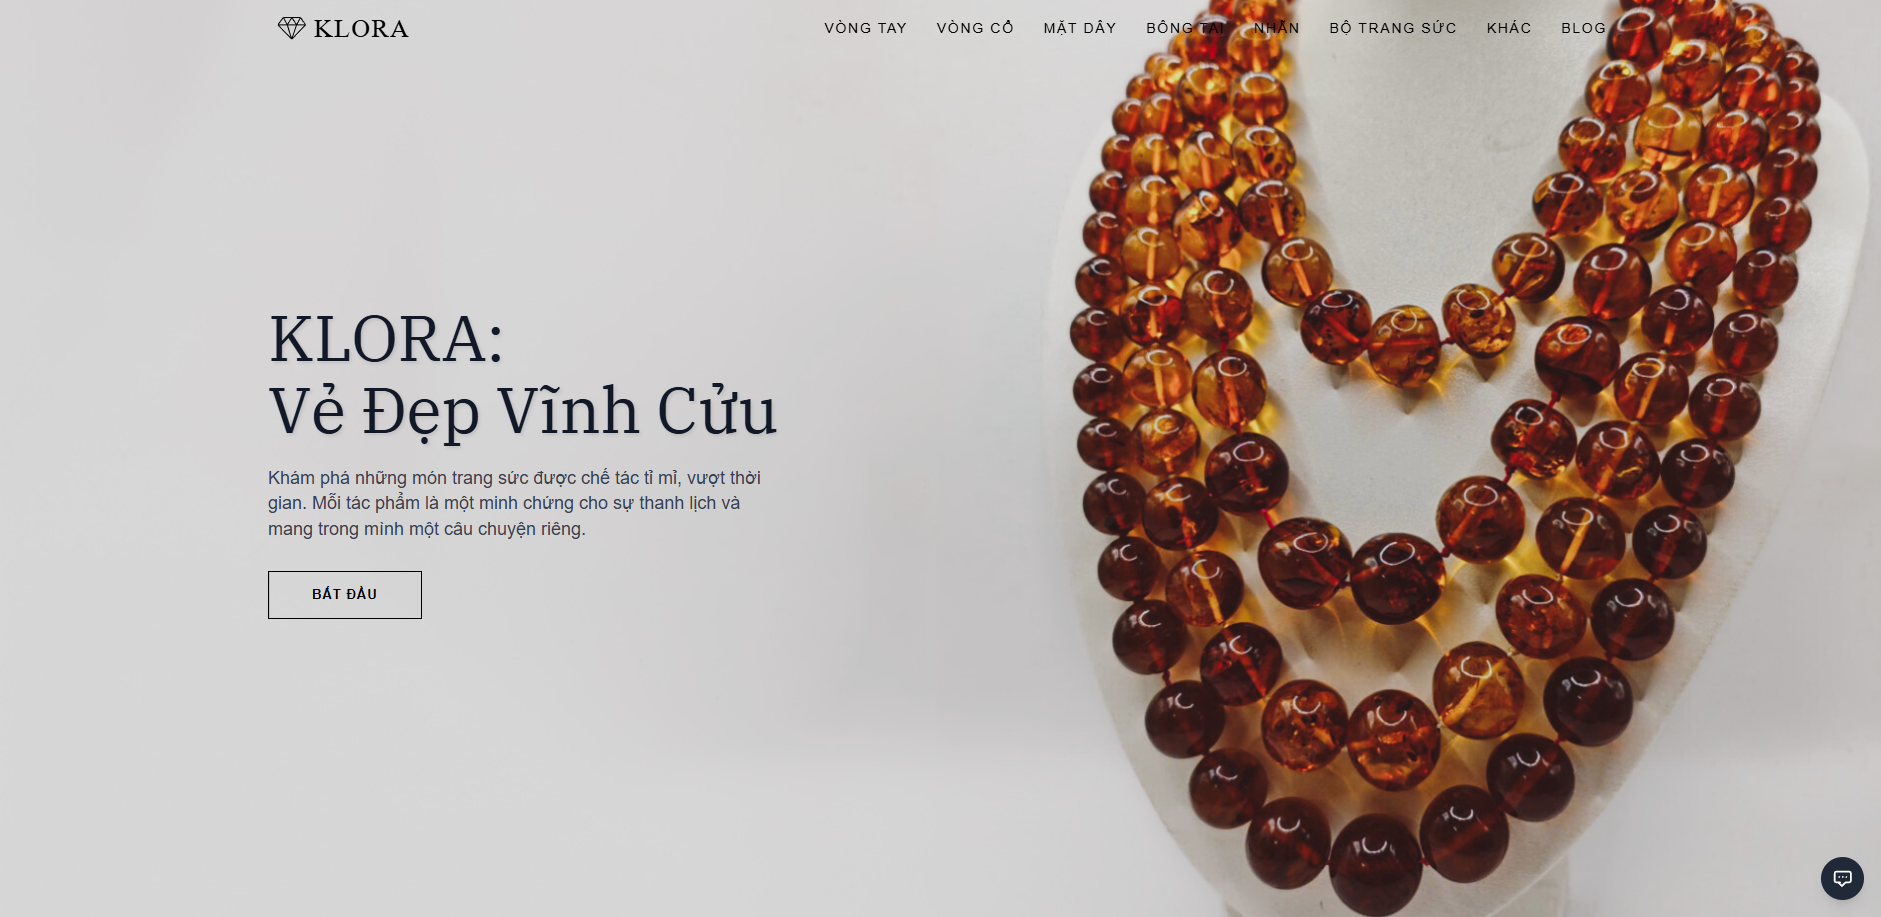 KLORA
VÒNG TAY VÒNG CỔ MẶT DÂY BÔNG TAI NHẪN BỘ TRANG SỨC KHÁC BLOG
KLORA:
Vẻ Đẹp Vĩnh Cửu
Khám phá những món trang sức được chế tác tỉ mỉ, vượt thời
gian. Mỗi tác phẩm là một minh chứng cho sự thanh lịch và
mang trong mình một câu chuyện riêng.
BẮT ĐẦU